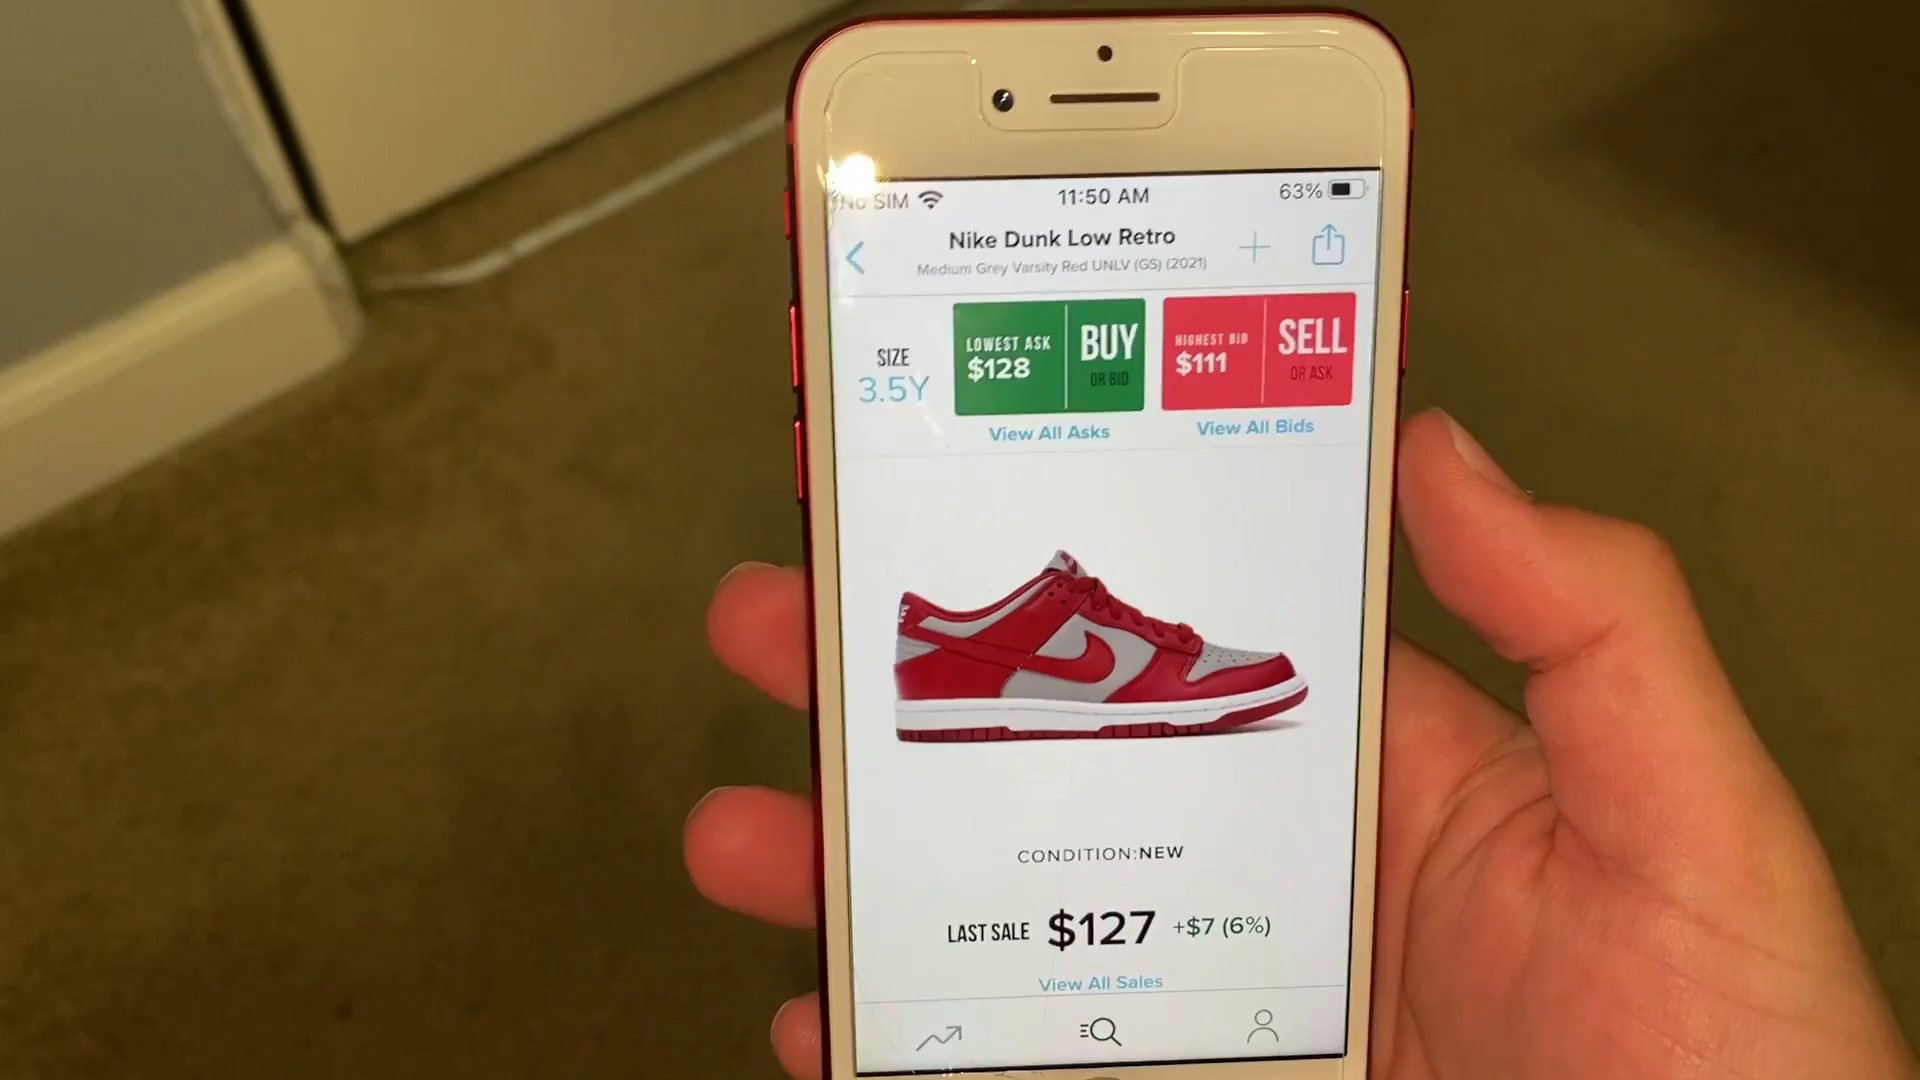 No SIM 11:50 AM 63%
Nike Dunk Low Retro
Medium Grey Varsity Red UNLV (GS) (2021)
SIZE
3.5Y
LOWEST ASK
$128
BUY
OR BID
HIGHEST BID
$111
SELL
OR ASK
View All Asks
View All Bids
CONDITION:NEW
LAST SALE $127 +$7 (6%)
View All Sales